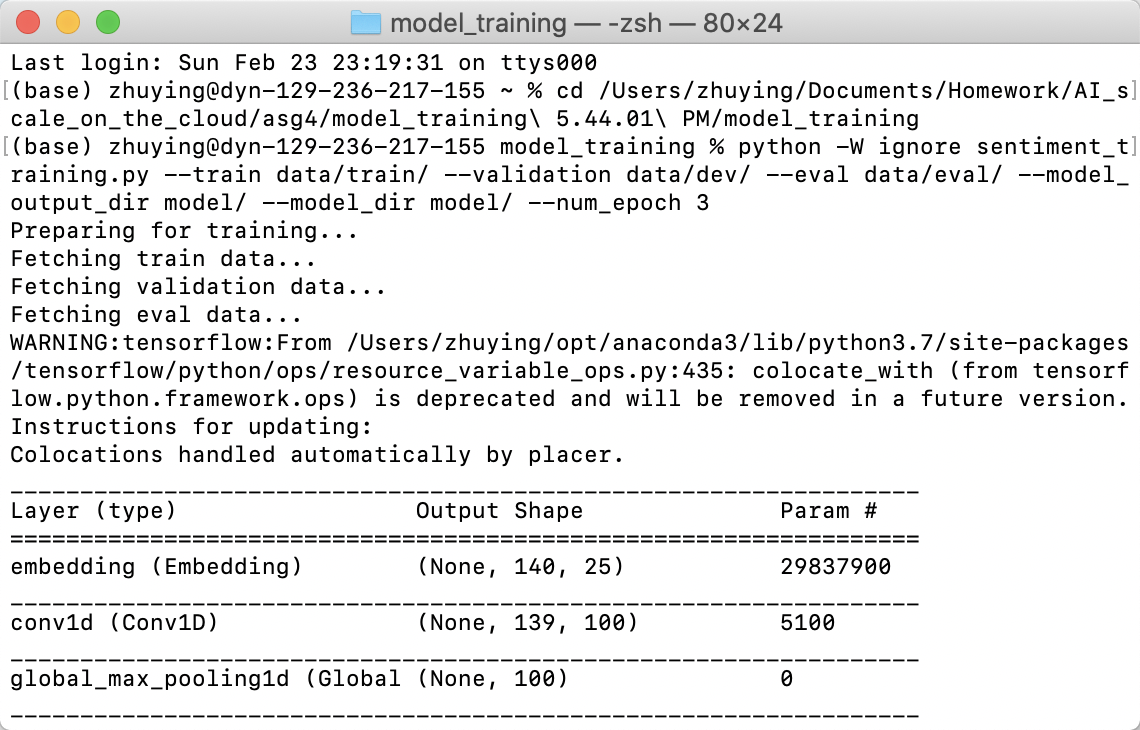 model_training — -zsh — 80×24
Last login: Sun Feb 23 23:19:31 on ttys000
[(base) zhuying@dyn-129-236-217-155 ~ % cd /Users/zhuying/Documents/Homework/AI_s]
cale_on_the_cloud/asg4/model_training\ 5.44.01\ PM/model_training
[(base) zhuying@dyn-129-236-217-155 model_training % python -W ignore sentiment_t]
raining.py --train data/train/ --validation data/dev/ --eval data/eval/ --model_
output_dir model/ --model_dir model/ --num_epoch 3
Preparing for training...
Fetching train data...
Fetching validation data...
Fetching eval data...
WARNING:tensorflow:From /Users/zhuying/opt/anaconda3/lib/python3.7/site-packages
/tensorflow/python/ops/resource_variable_ops.py:435: colocate_with (from tensorf
low.python.framework.ops) is deprecated and will be removed in a future version.
Instructions for updating:
Colocations handled automatically by placer.
_________________________________________________________________
Layer (type)                 Output Shape              Param #
=================================================================
embedding (Embedding)        (None, 140, 25)           29837900
_________________________________________________________________
conv1d (Conv1D)              (None, 139, 100)          5100
_________________________________________________________________
global_max_pooling1d (Global (None, 100)               0
_________________________________________________________________